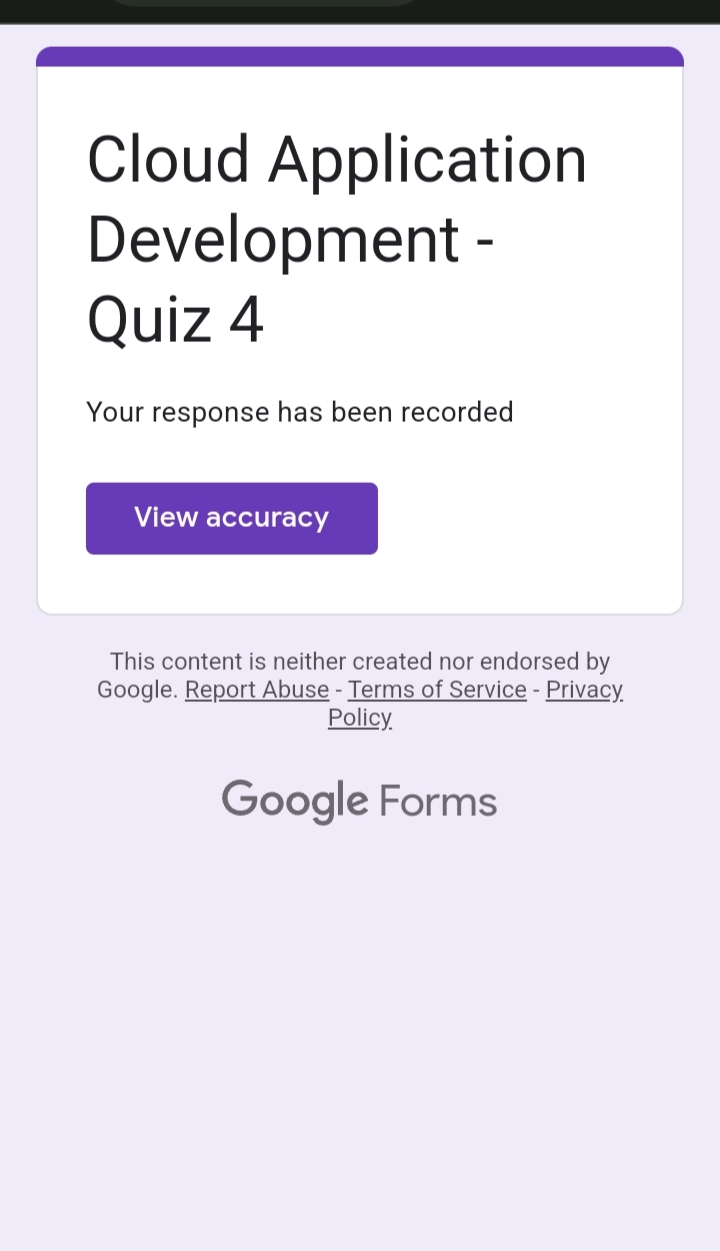 Cloud Application
Development -
Quiz 4
Your response has been recorded
View accuracy
This content is neither created nor endorsed by
Google. Report Abuse - Terms of Service - Privacy
Policy
Google Forms